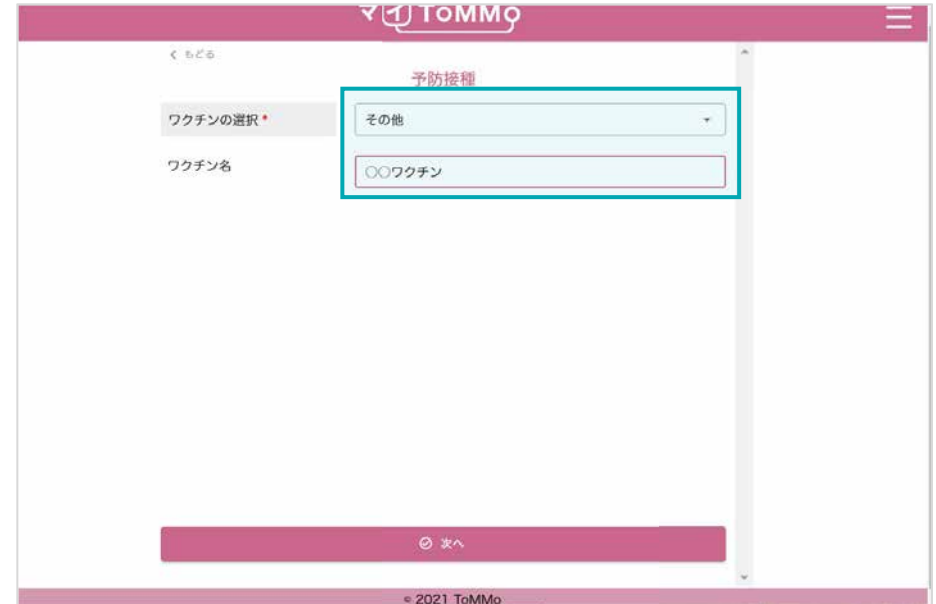 マイ ToMMo
く もどる
予防接種
ワクチンの選択 *
その他
ワクチン名
○○ワクチン
次へ
© 2021 ToMMo